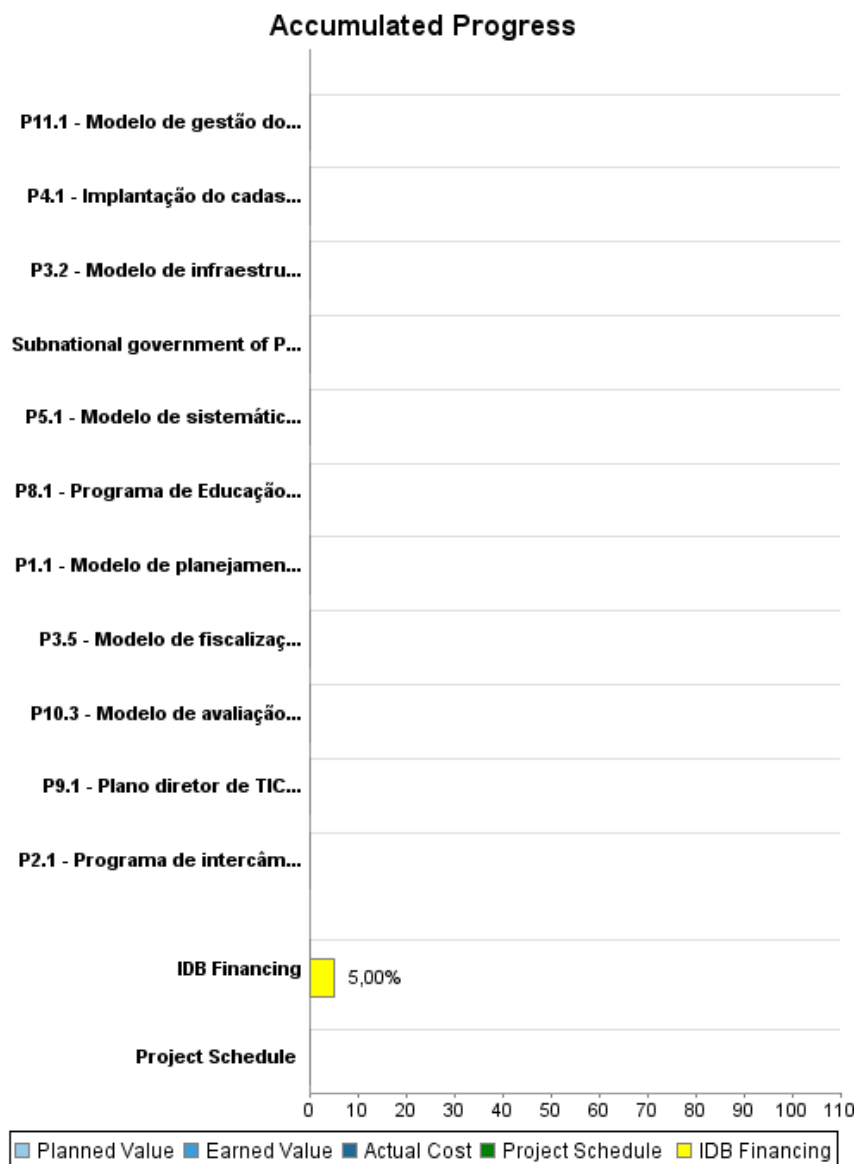 Accumulated Progress
P11.1 - Modelo de gestão do...
P4.1 - Implantação do cadas...
P3.2 - Modelo de infraestru...
Subnational government of P...
P5.1 - Modelo de sistemátic...
P8.1 - Programa de Educação...
P1.1 - Modelo de planejamen...
P3.5 - Modelo de fiscalizaç...
P10.3 - Modelo de avaliação...
P9.1 - Plano diretor de TIC...
P2.1 - Programa de intercâm...
IDB Financing 5,00%
Project Schedule
0 10 20 30 40 50 60 70 80 90 100 110
Planned Value Earned Value Actual Cost Project Schedule IDB Financing